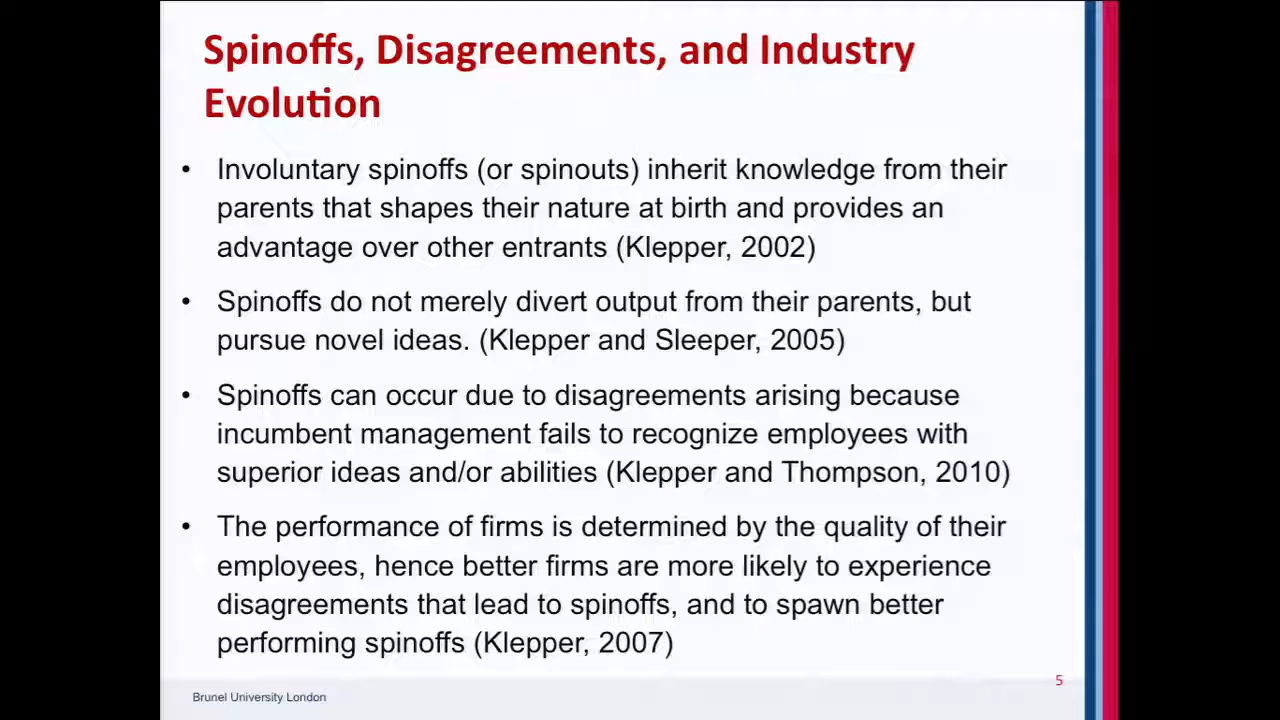 Spinoffs, Disagreements, and Industry
Evolution
• Involuntary spinoffs (or spinouts) inherit knowledge from their
parents that shapes their nature at birth and provides an
advantage over other entrants (Klepper, 2002)
• Spinoffs do not merely divert output from their parents, but
pursue novel ideas. (Klepper and Sleeper, 2005)
• Spinoffs can occur due to disagreements arising because
incumbent management fails to recognize employees with
superior ideas and/or abilities (Klepper and Thompson, 2010)
• The performance of firms is determined by the quality of their
employees, hence better firms are more likely to experience
disagreements that lead to spinoffs, and to spawn better
performing spinoffs (Klepper, 2007)
5
Brunel University London